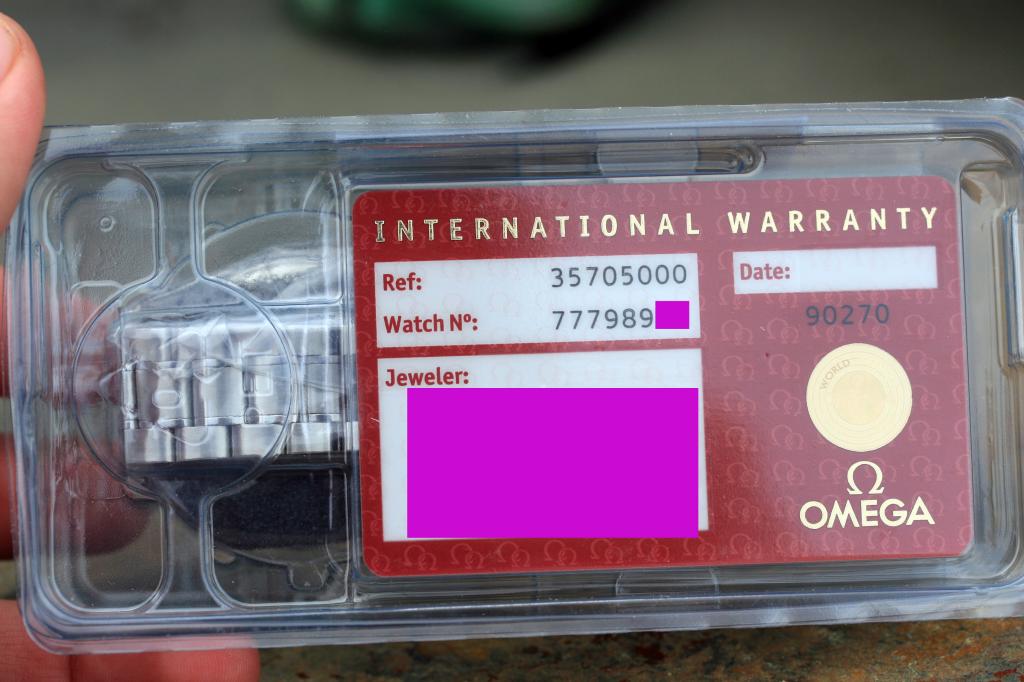 INTERNATIONAL WARRANTY
Ref: 35705000
Watch Nº: 777989
Date:
90270
Jeweler:
WORLD
Ω
OMEGA